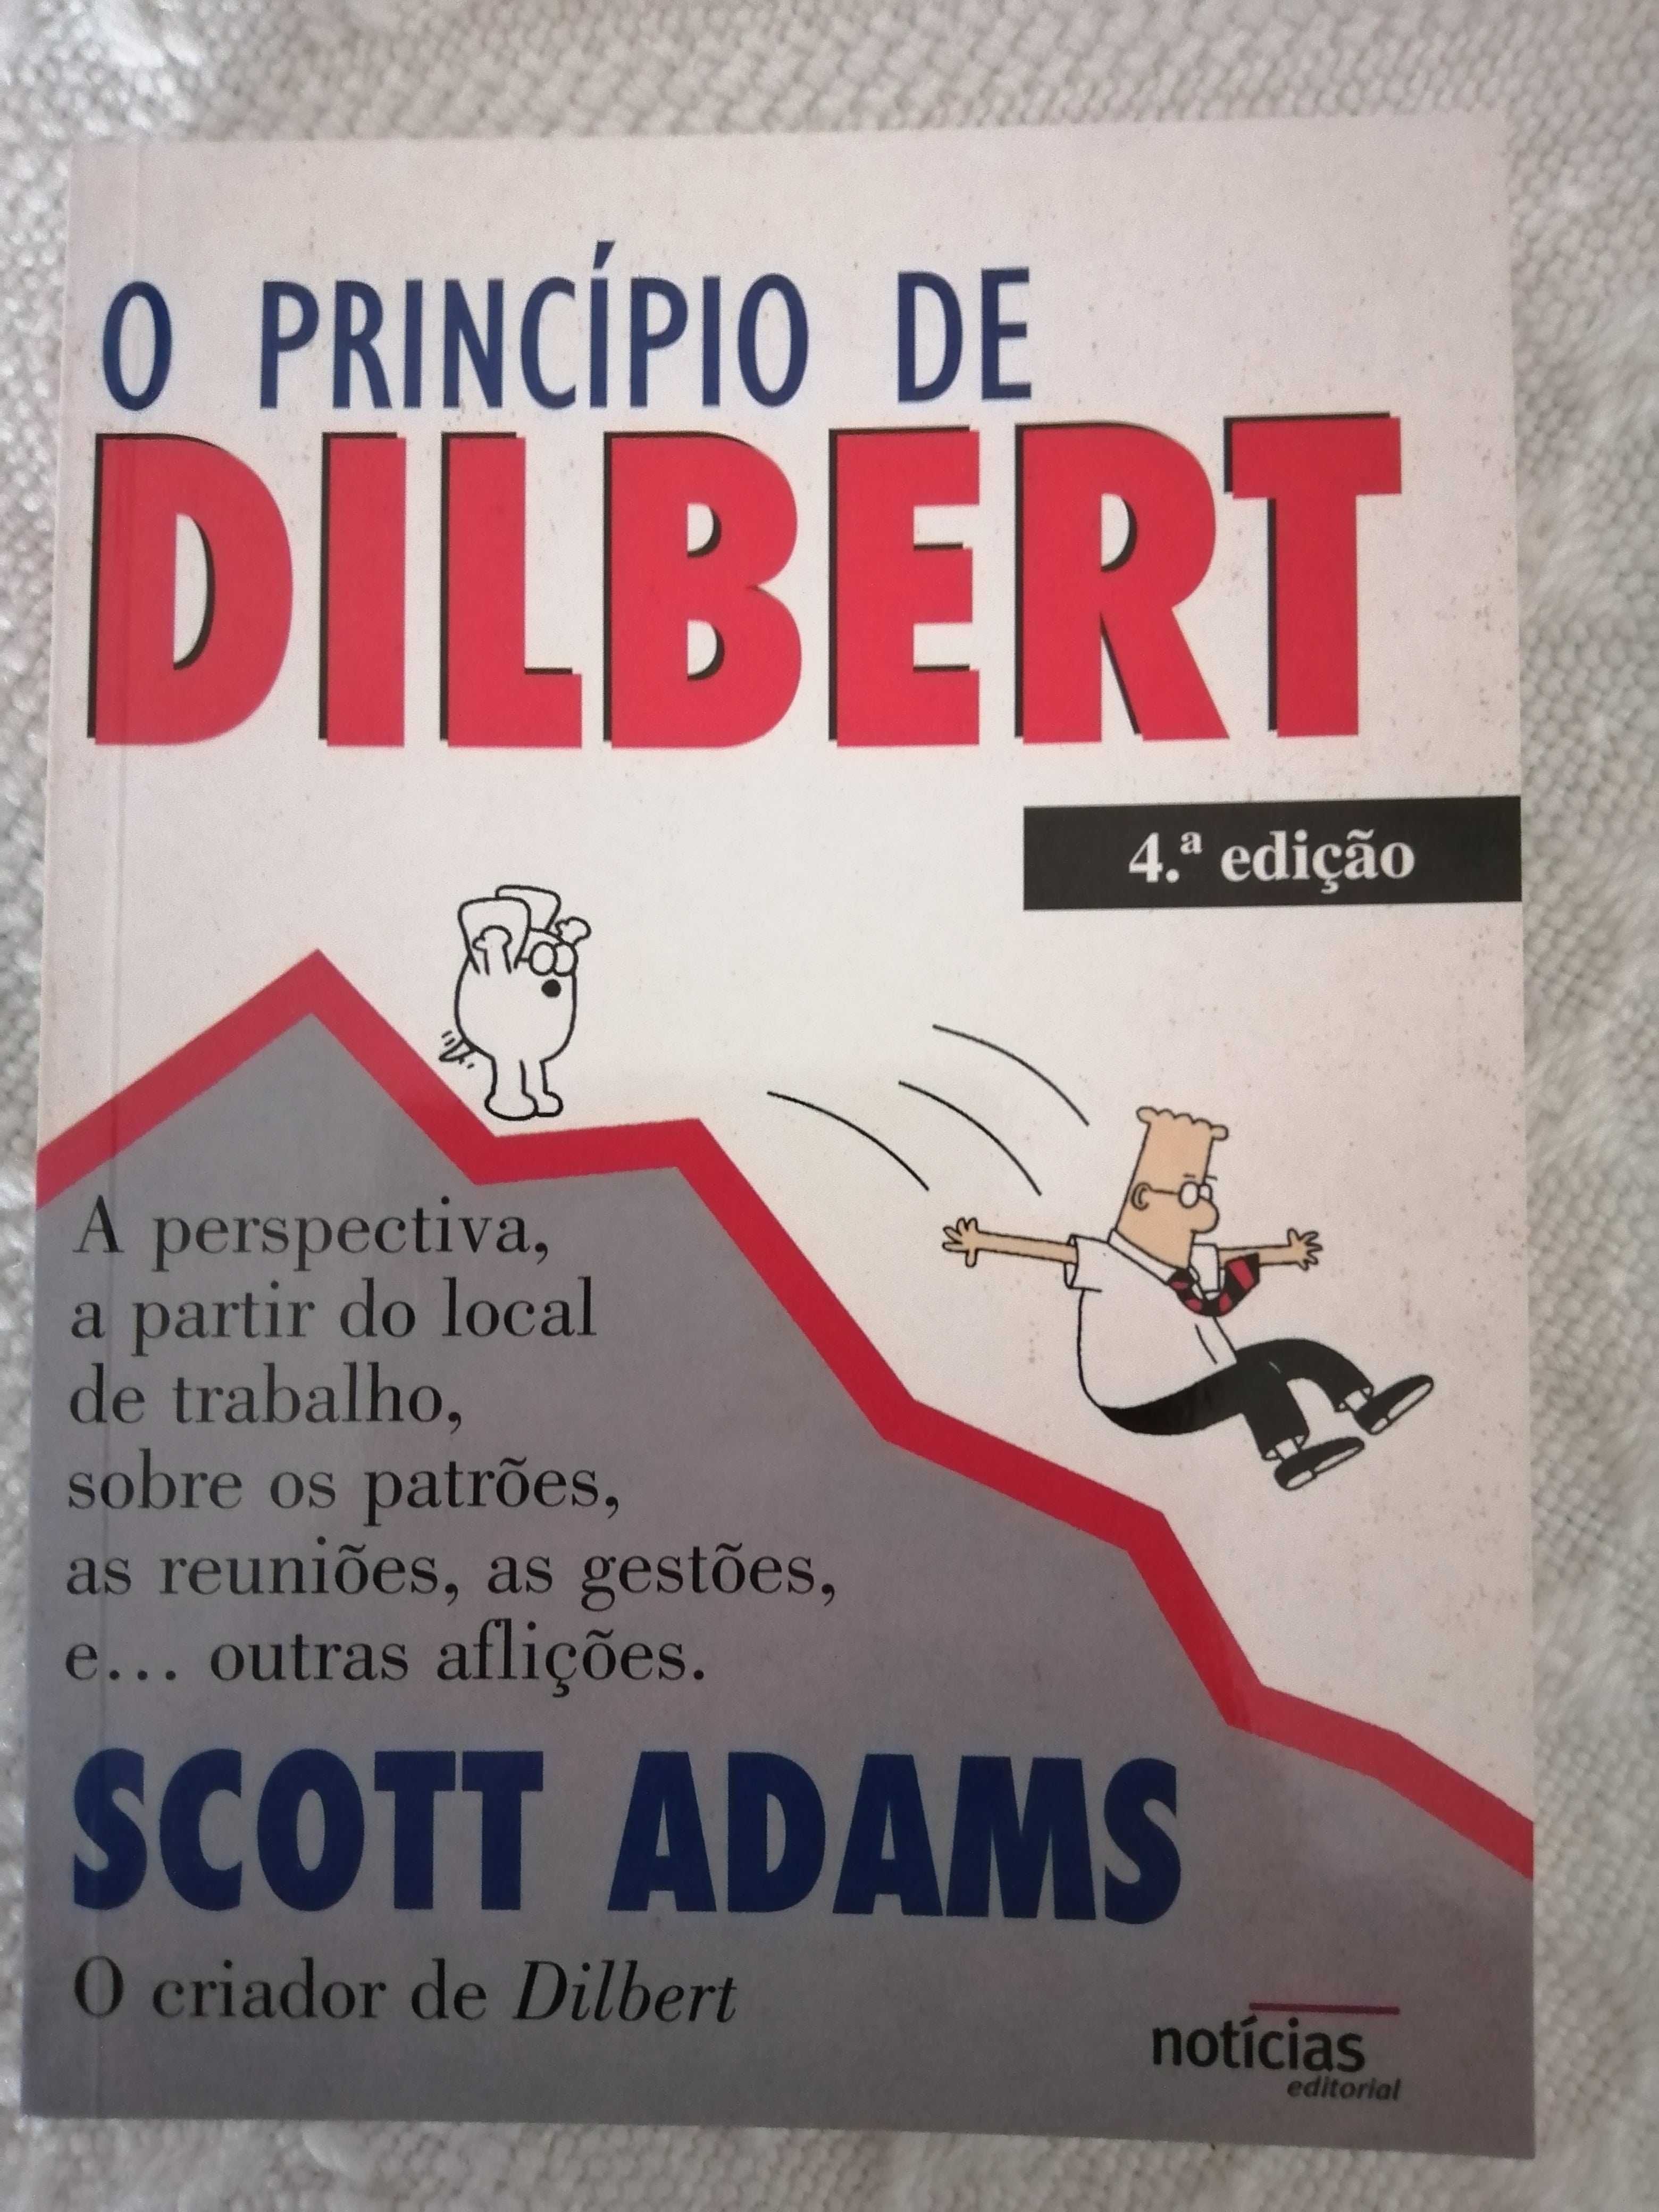 O PRINCÍPIO DE
DILBERT
4.ª edição
A perspectiva,
a partir do local
de trabalho,
sobre os patrões,
as reuniões, as gestões,
e... outras aflições.
SCOTT ADAMS
O criador de Dilbert
notícias
editorial